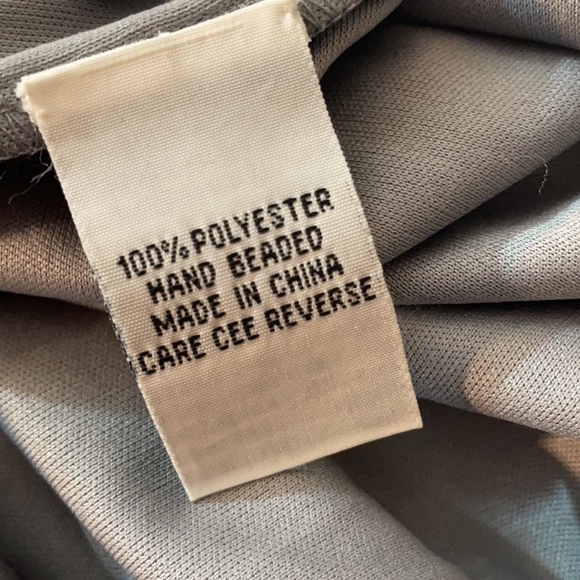 100% POLYESTER
HAND BEADED
MADE IN CHINA
CARE CEE REVERSE